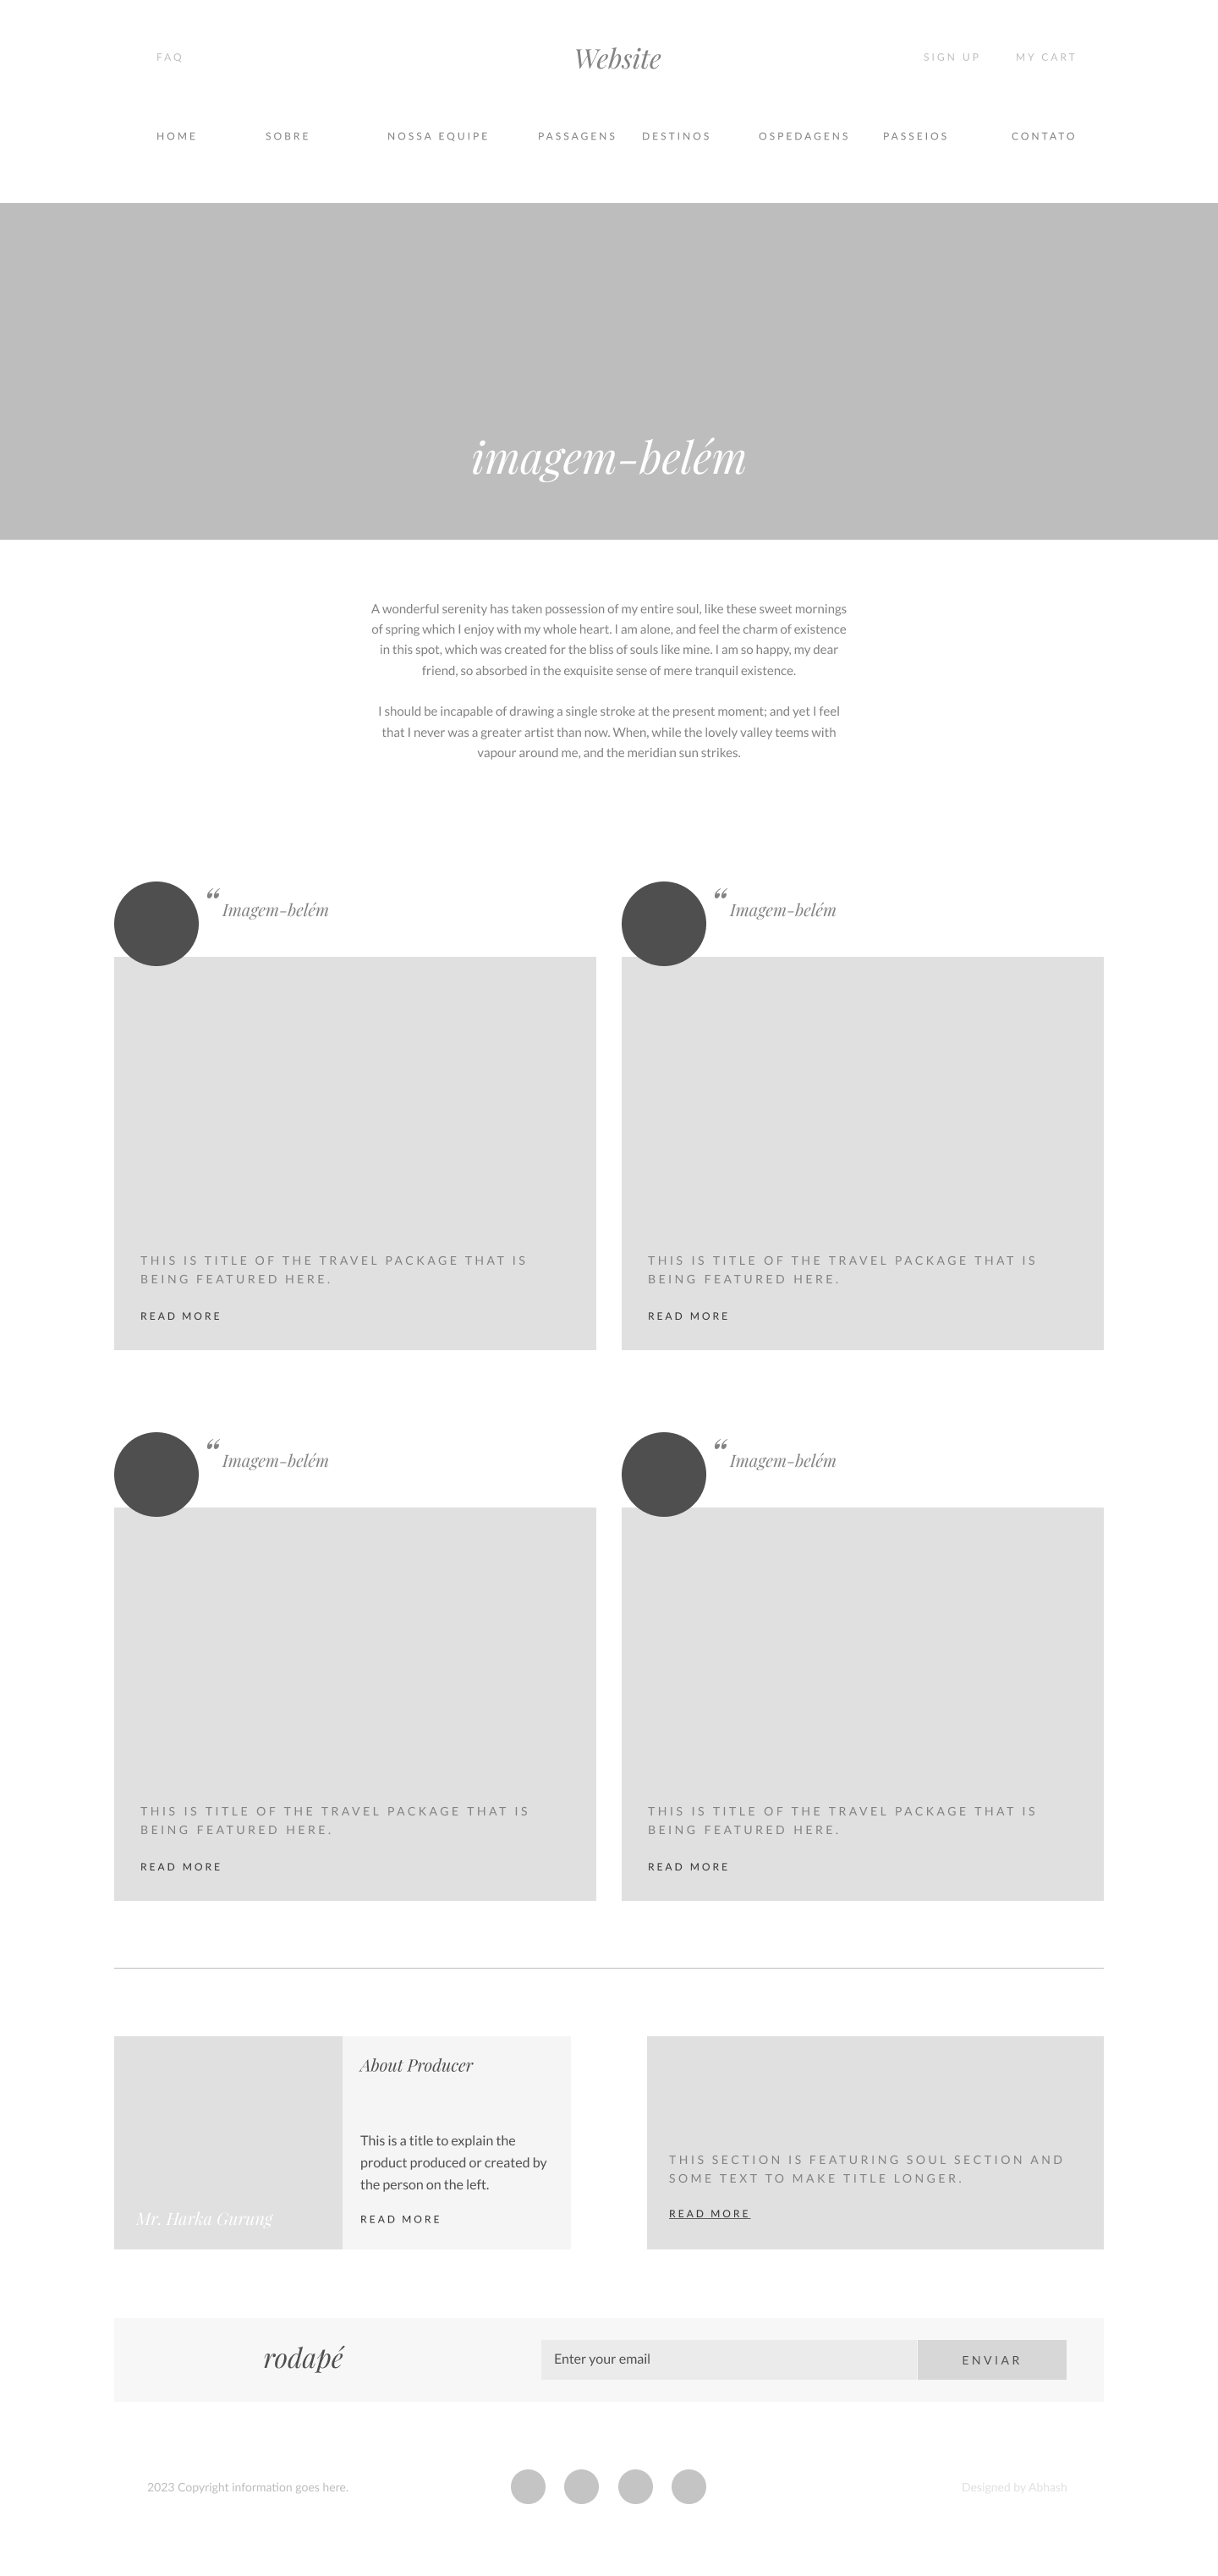 FAQ
Website
SIGN UP
MY CART
HOME
SOBRE
NOSSA EQUIPE
PASSAGENS
DESTINOS
OSPEDAGENS
PASSEIOS
CONTATO
imagem-belém
A wonderful serenity has taken possession of my entire soul, like these sweet mornings
of spring which I enjoy with my whole heart. I am alone, and feel the charm of existence
in this spot, which was created for the bliss of souls like mine. I am so happy, my dear
friend, so absorbed in the exquisite sense of mere tranquil existence.
I should be incapable of drawing a single stroke at the present moment; and yet I feel
that I never was a greater artist than now. When, while the lovely valley teems with
vapour around me, and the meridian sun strikes.
“ Imagem-belém
THIS IS TITLE OF THE TRAVEL PACKAGE THAT IS
BEING FEATURED HERE.
READ MORE
“ Imagem-belém
THIS IS TITLE OF THE TRAVEL PACKAGE THAT IS
BEING FEATURED HERE.
READ MORE
“ Imagem-belém
THIS IS TITLE OF THE TRAVEL PACKAGE THAT IS
BEING FEATURED HERE.
READ MORE
“ Imagem-belém
THIS IS TITLE OF THE TRAVEL PACKAGE THAT IS
BEING FEATURED HERE.
READ MORE
Mr. Harka Gurung
About Producer
This is a title to explain the
product produced or created by
the person on the left.
READ MORE
THIS SECTION IS FEATURING SOUL SECTION AND
SOME TEXT TO MAKE TITLE LONGER.
READ MORE
rodapé
Enter your email
ENVIAR
2023 Copyright information goes here.
Designed by Abhash